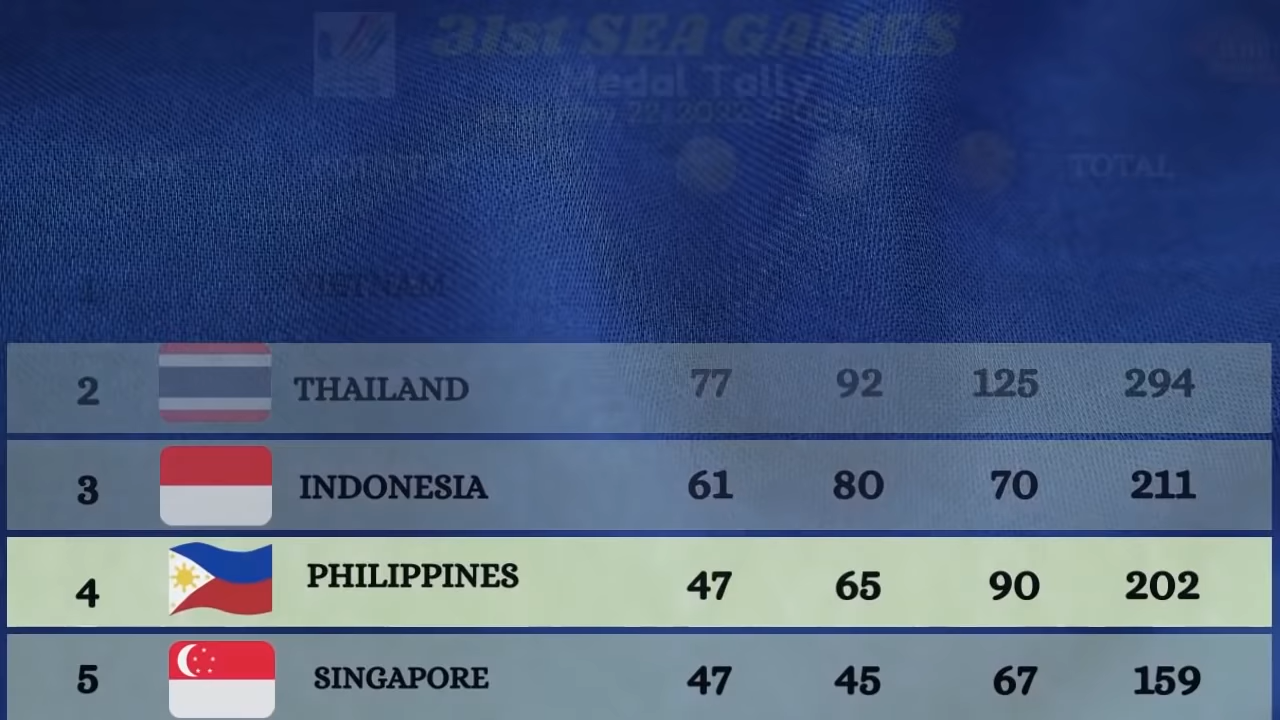 31st SEA GAMES
Medal Tally
TOTAL
VIETNAM
2 THAILAND 77 92 125 294
3 INDONESIA 61 80 70 211
4 PHILIPPINES 47 65 90 202
5 SINGAPORE 47 45 67 159